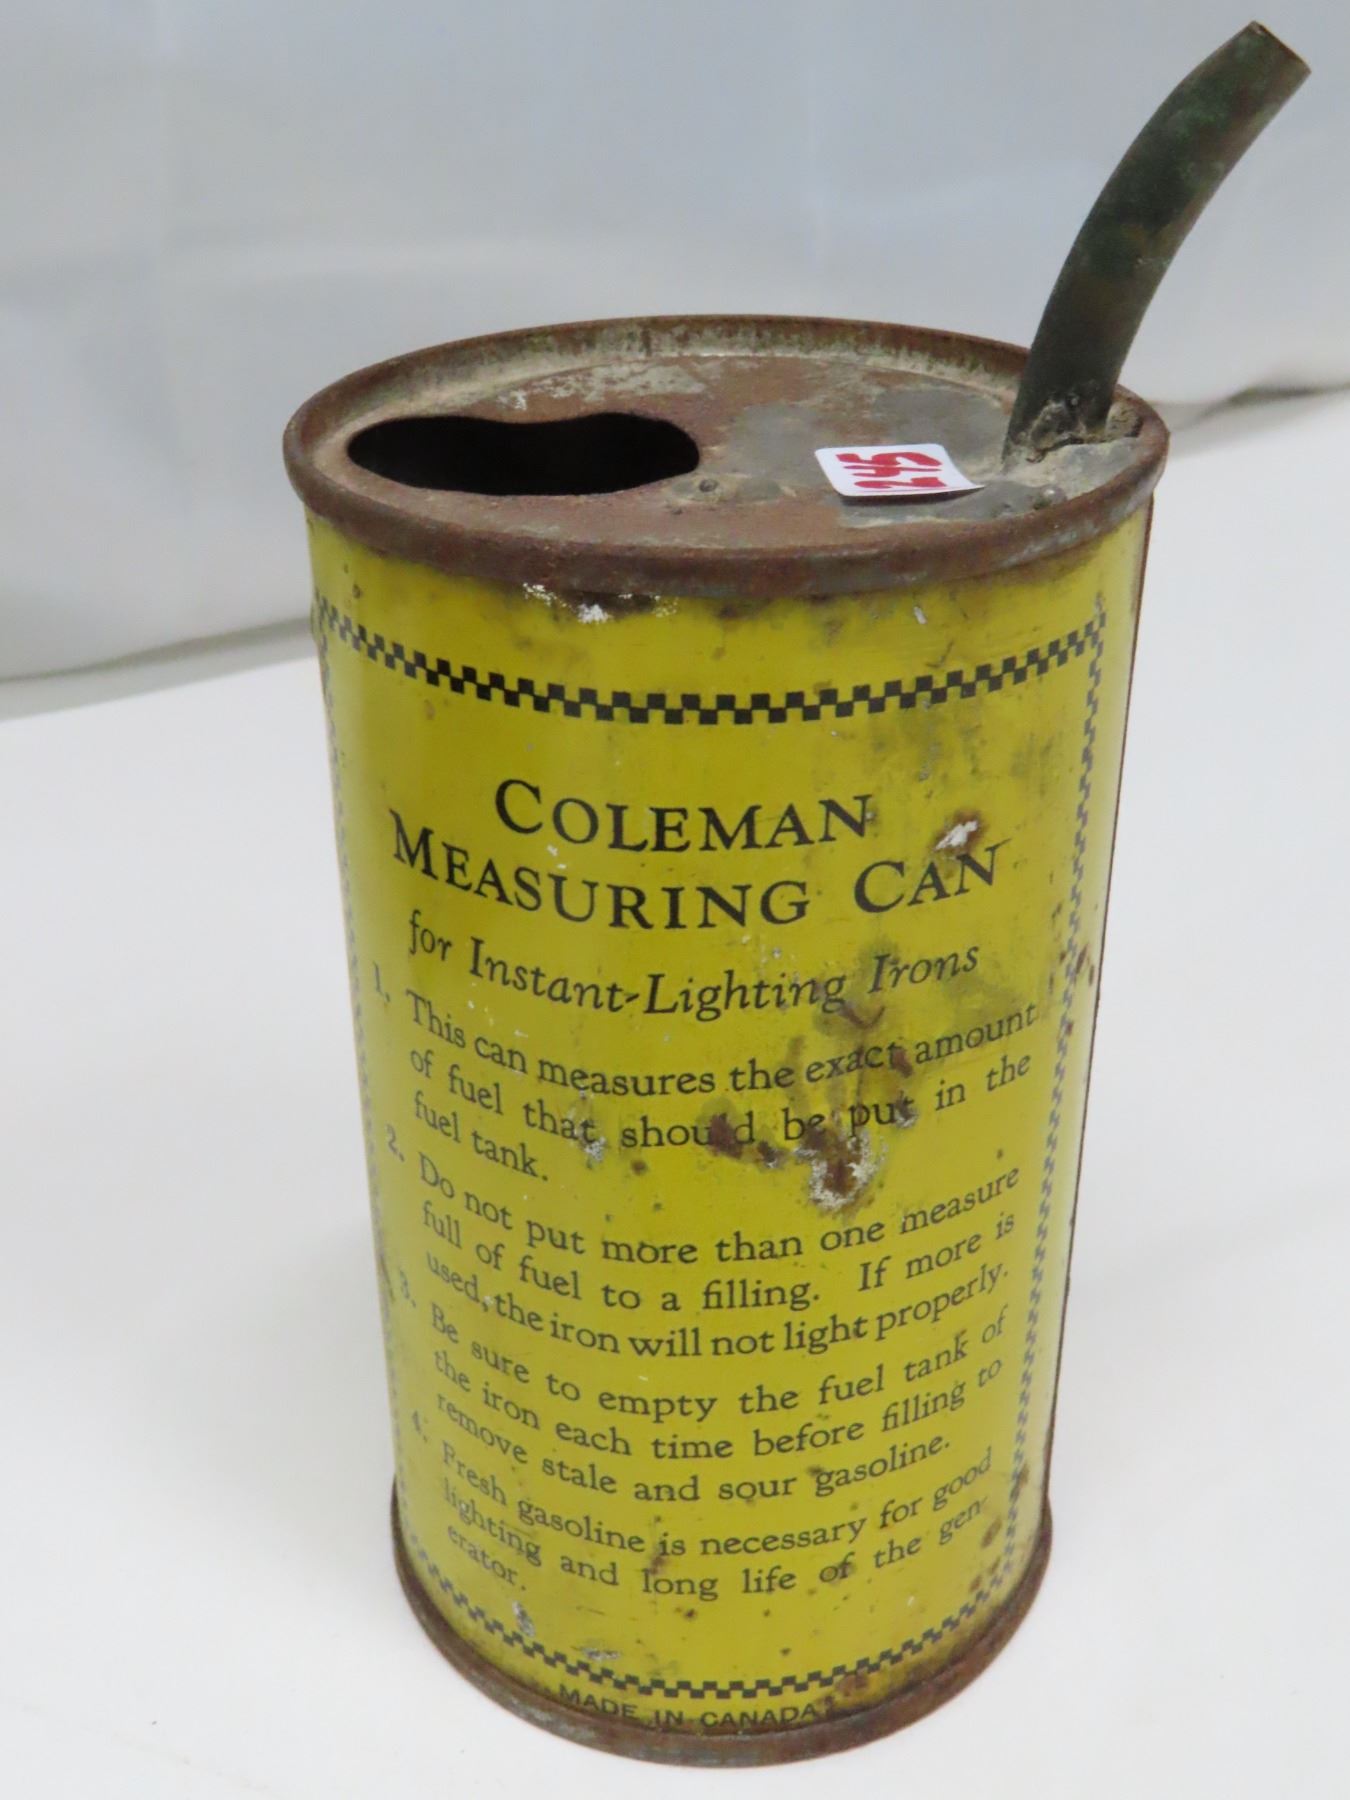 245
COLEMAN
MEASURING CAN
for Instant-Lighting Irons
1. This can measures the exact amount
of fuel that should be put in the
fuel tank.
2. Do not put more than one measure
full of fuel to a filling. If more is
used, the iron will not light properly.
3. Be sure to empty the fuel tank of
the iron each time before filling to
remove stale and sour gasoline.
4. Fresh gasoline is necessary for good
lighting and long life of the gen-
erator.
MADE IN CANADA